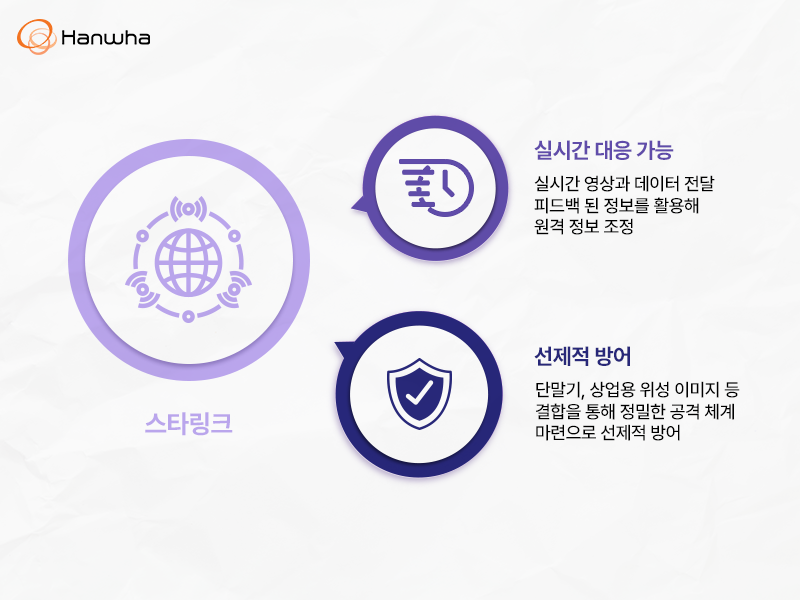 Hanwha
스타링크
실시간 대응 가능
실시간 영상과 데이터 전달
피드백 된 정보를 활용해
원격 정보 조정
선제적 방어
단말기, 상업용 위성 이미지 등
결합을 통해 정밀한 공격 체계
마련으로 선제적 방어